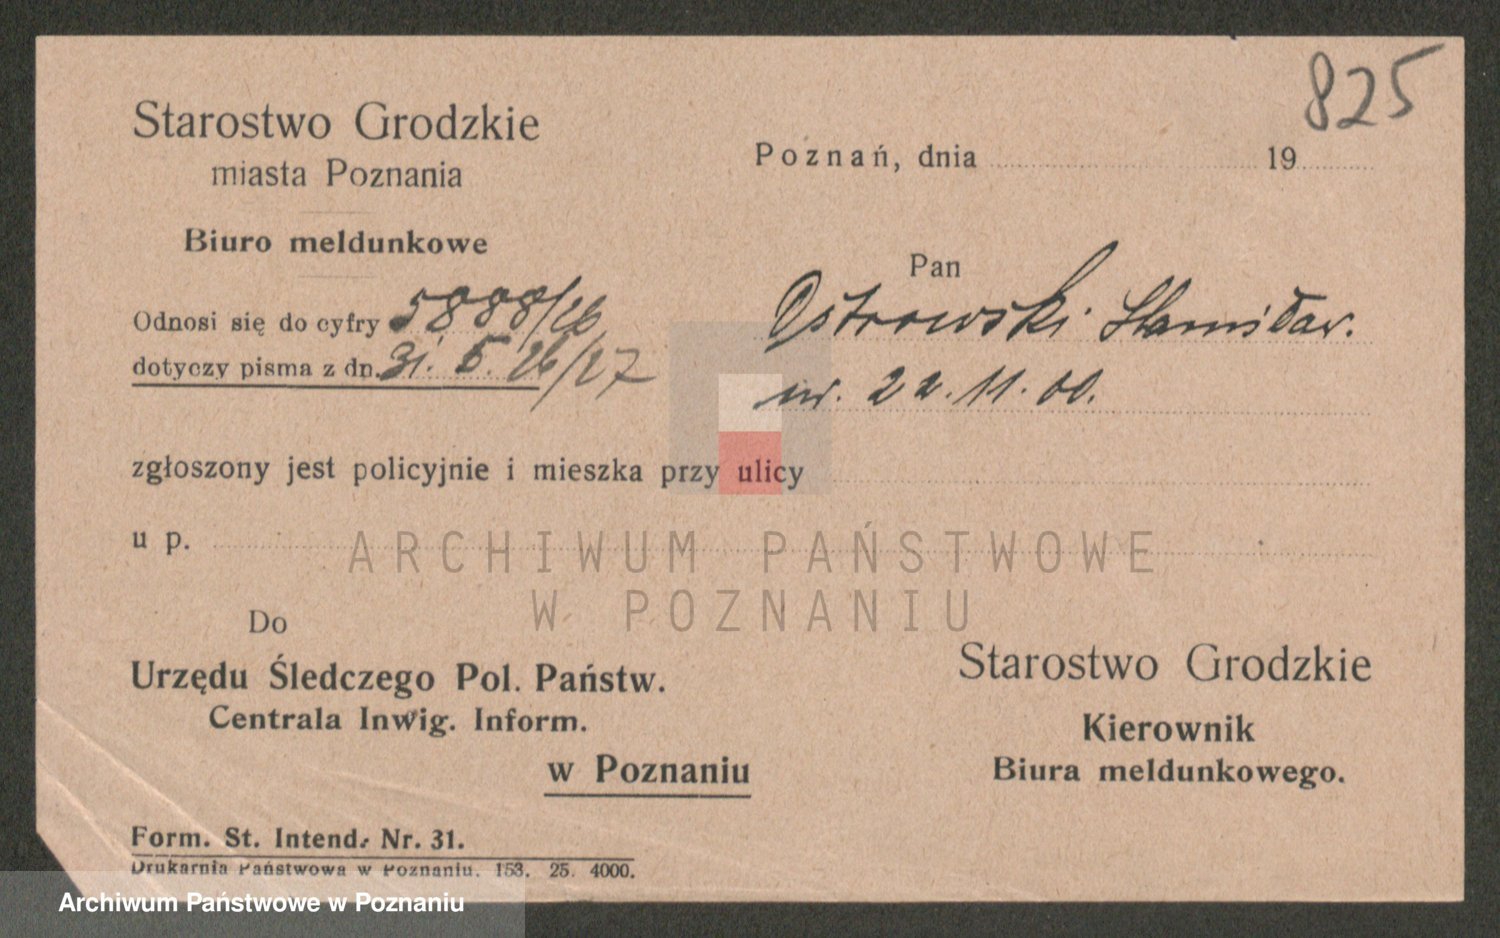 825
Starostwo Grodzkie
miasta Poznania
Biuro meldunkowe
Poznań, dnia 19
Odnosi się do cyfry 5888/26
dotyczy pisma z dn. 31. 5. 26/27
Pan
Ostrowski Stanisław.
ur. 22.11.00.
zgłoszony jest policyjnie i mieszka przy ulicy
u p.
ARCHIWUM PAŃSTWOWE
W POZNANIU
Do
Urzędu Śledczego Pol. Państw.
Centrala Inwig. Inform.
w Poznaniu
Starostwo Grodzkie
Kierownik
Biura meldunkowego.
Form. St. Intend. Nr. 31.
Drukarnia Państwowa w Poznaniu. 153. 25. 4000.
Archiwum Państwowe w Poznaniu